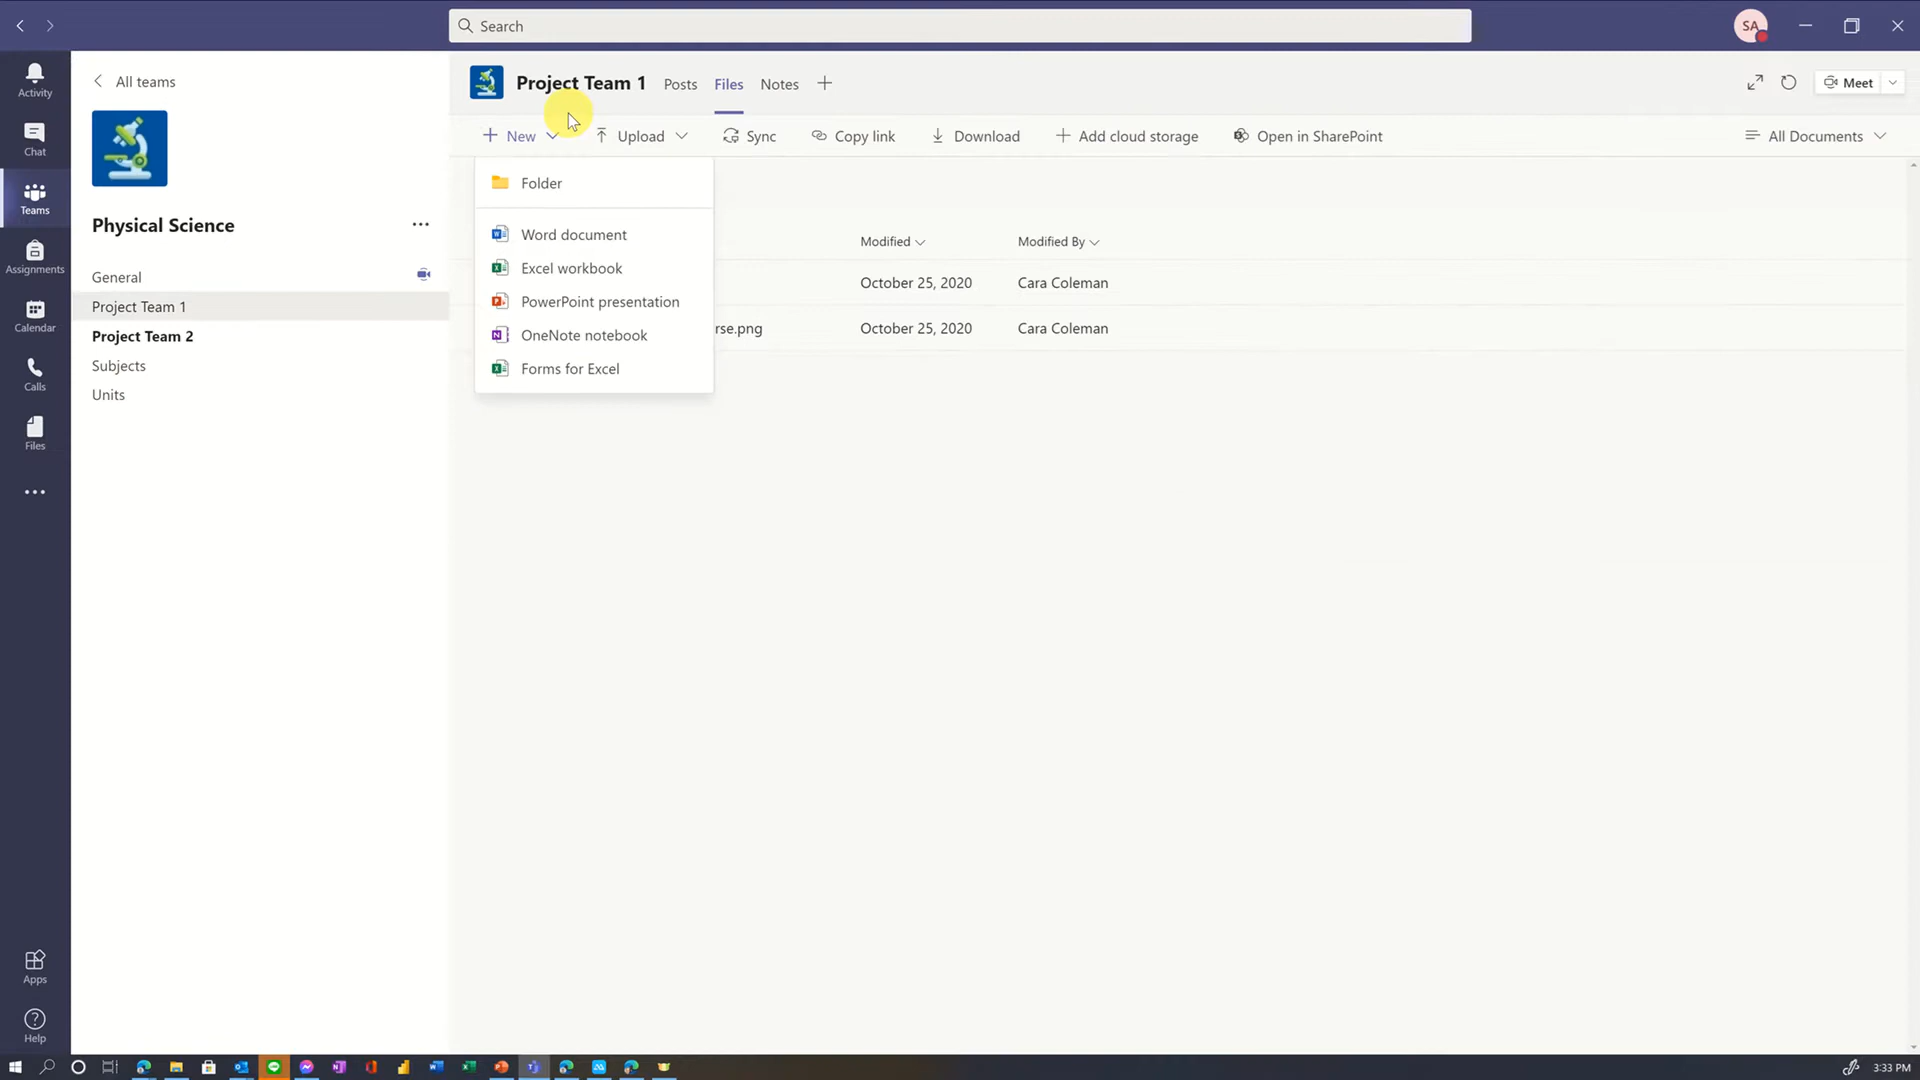 Search
SA
Activity
Chat
Teams
Assignments
Calendar
Calls
Files
Apps
Help
All teams
Physical Science
General
Project Team 1
Project Team 2
Subjects
Units
Project Team 1 Posts Files Notes
Meet
New Upload Sync Copy link Download Add cloud storage Open in SharePoint All Documents
Folder
Word document
Excel workbook
PowerPoint presentation
OneNote notebook
Forms for Excel
Modified Modified By
October 25, 2020 Cara Coleman
rse.png October 25, 2020 Cara Coleman
3:33 PM